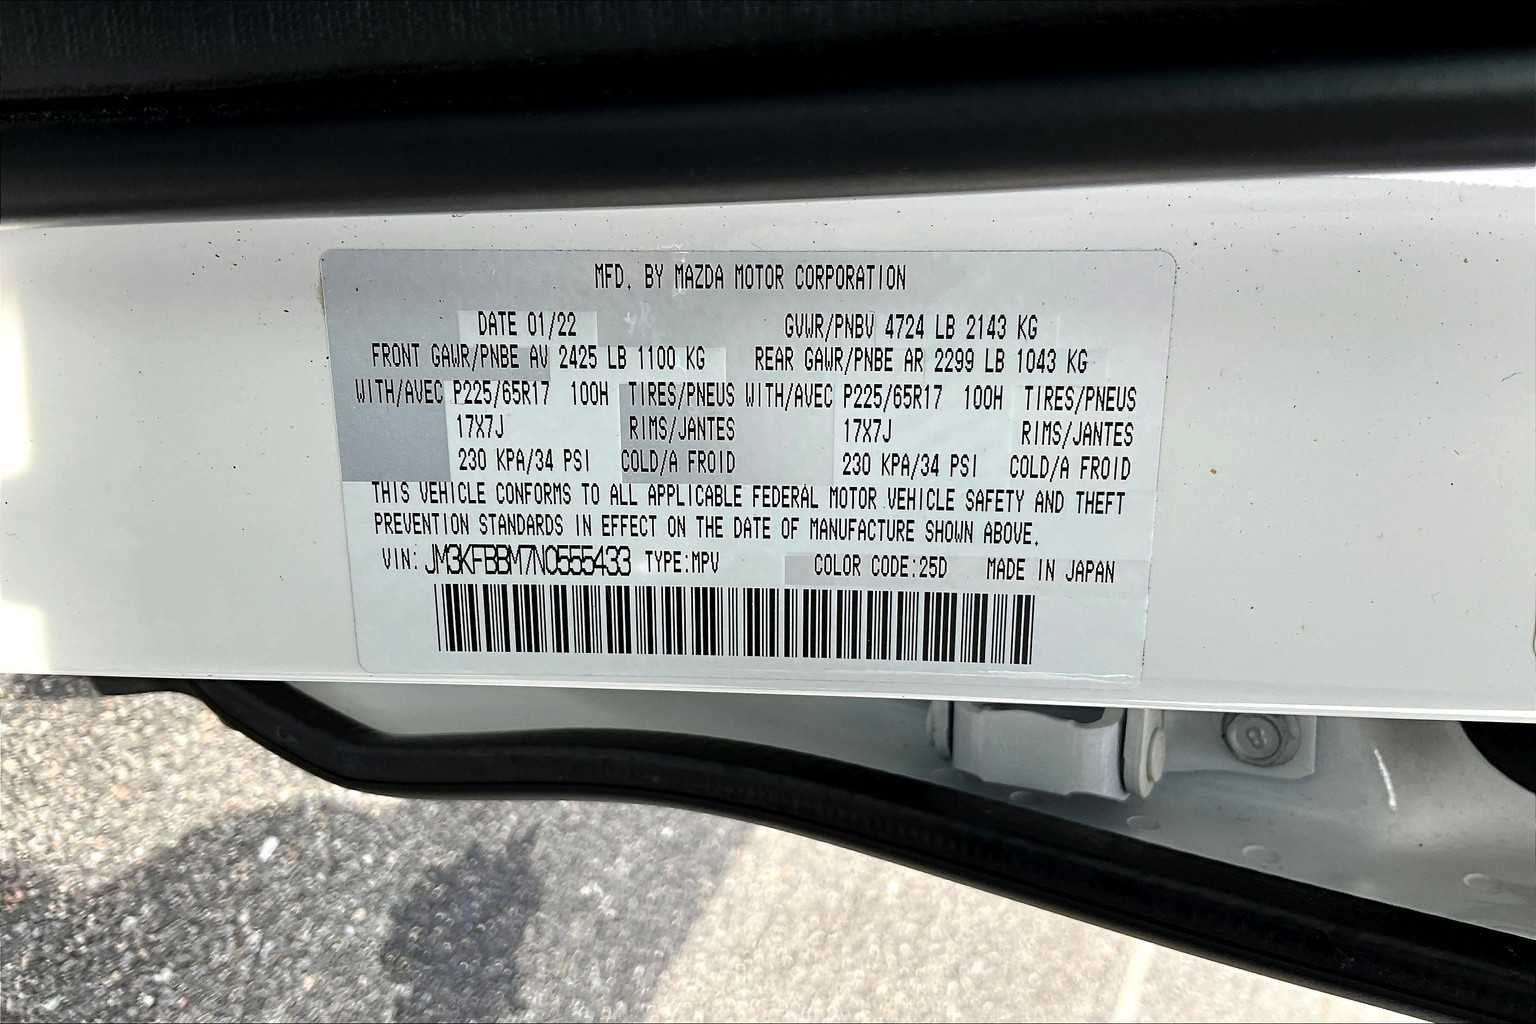 MFD. BY MAZDA MOTOR CORPORATION
DATE 01/22 GVWR/PNBV 4724 LB 2143 KG
FRONT GAWR/PNBE AV 2425 LB 1100 KG REAR GAWR/PNBE AR 2299 LB 1043 KG
WITH/AVEC P225/65R17 100H TIRES/PNEUS WITH/AVEC P225/65R17 100H TIRES/PNEUS
17X7J RIMS/JANTES 17X7J RIMS/JANTES
230 KPA/34 PSI COLD/A FROID 230 KPA/34 PSI COLD/A FROID
THIS VEHICLE CONFORMS TO ALL APPLICABLE FEDERAL MOTOR VEHICLE SAFETY AND THEFT
PREVENTION STANDARDS IN EFFECT ON THE DATE OF MANUFACTURE SHOWN ABOVE.
VIN: JM3KFBBM7N0555433 TYPE:MPV COLOR CODE:25D MADE IN JAPAN
8